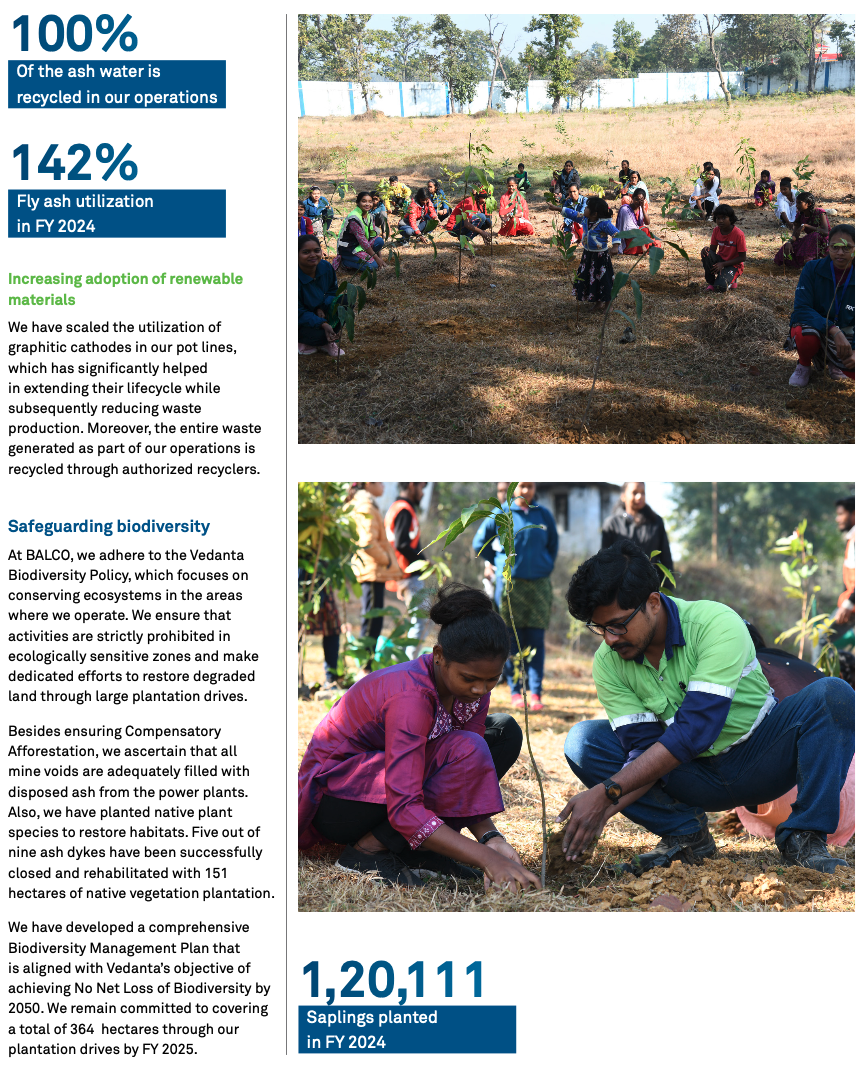 100%
Of the ash water is
recycled in our operations
142%
Fly ash utilization
in FY 2024
Increasing adoption of renewable
materials
We have scaled the utilization of
graphitic cathodes in our pot lines,
which has significantly helped
in extending their lifecycle while
subsequently reducing waste
production. Moreover, the entire waste
generated as part of our operations is
recycled through authorized recyclers.
Safeguarding biodiversity
At BALCO, we adhere to the Vedanta
Biodiversity Policy, which focuses on
conserving ecosystems in the areas
where we operate. We ensure that
activities are strictly prohibited in
ecologically sensitive zones and make
dedicated efforts to restore degraded
land through large plantation drives.
Besides ensuring Compensatory
Afforestation, we ascertain that all
mine voids are adequately filled with
disposed ash from the power plants.
Also, we have planted native plant
species to restore habitats. Five out of
nine ash dykes have been successfully
closed and rehabilitated with 151
hectares of native vegetation plantation.
We have developed a comprehensive
Biodiversity Management Plan that
is aligned with Vedanta's objective of
achieving No Net Loss of Biodiversity by
2050. We remain committed to covering
a total of 364 hectares through our
plantation drives by FY 2025.
1,20,111
Saplings planted
in FY 2024